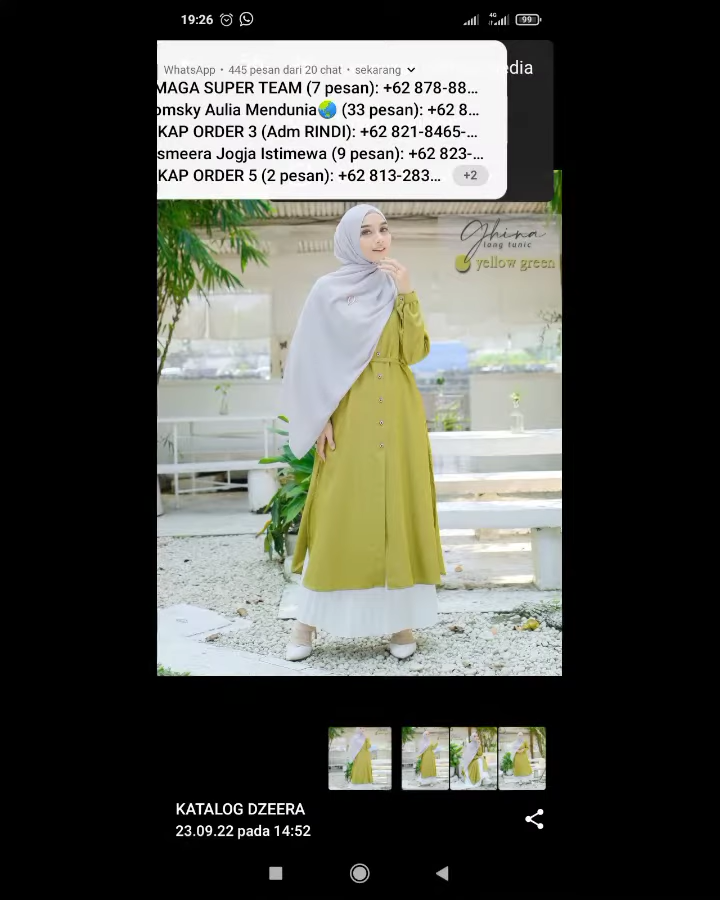 19:26
4G
99
WhatsApp • 445 pesan dari 20 chat • sekarang
edia
MAGA SUPER TEAM (7 pesan): +62 878-88...
omsky Aulia Mendunia🌏 (33 pesan): +62 8...
KAP ORDER 3 (Adm RINDI): +62 821-8465-...
smeera Jogja Istimewa (9 pesan): +62 823-...
KAP ORDER 5 (2 pesan): +62 813-283...
+2
Ghina
long tunic
yellow green
KATALOG DZEERA
23.09.22 pada 14:52